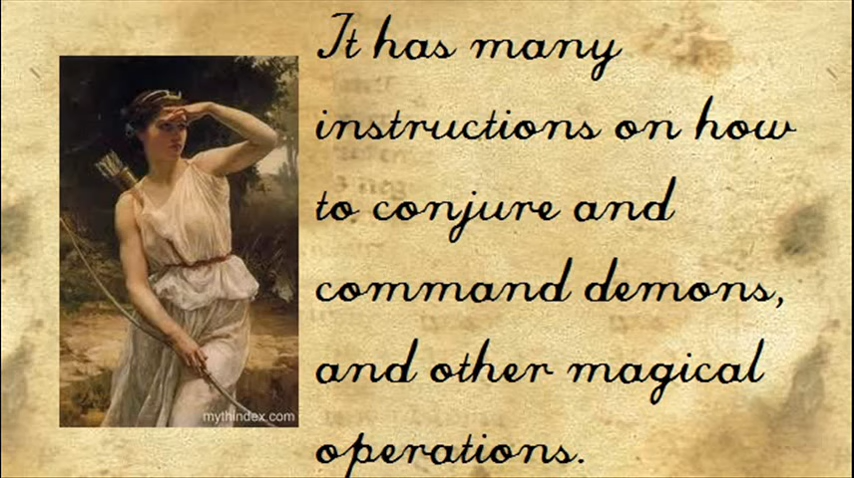 It has many
instructions on how
to conjure and
command demons,
and other magical
operations.
mythindex.com